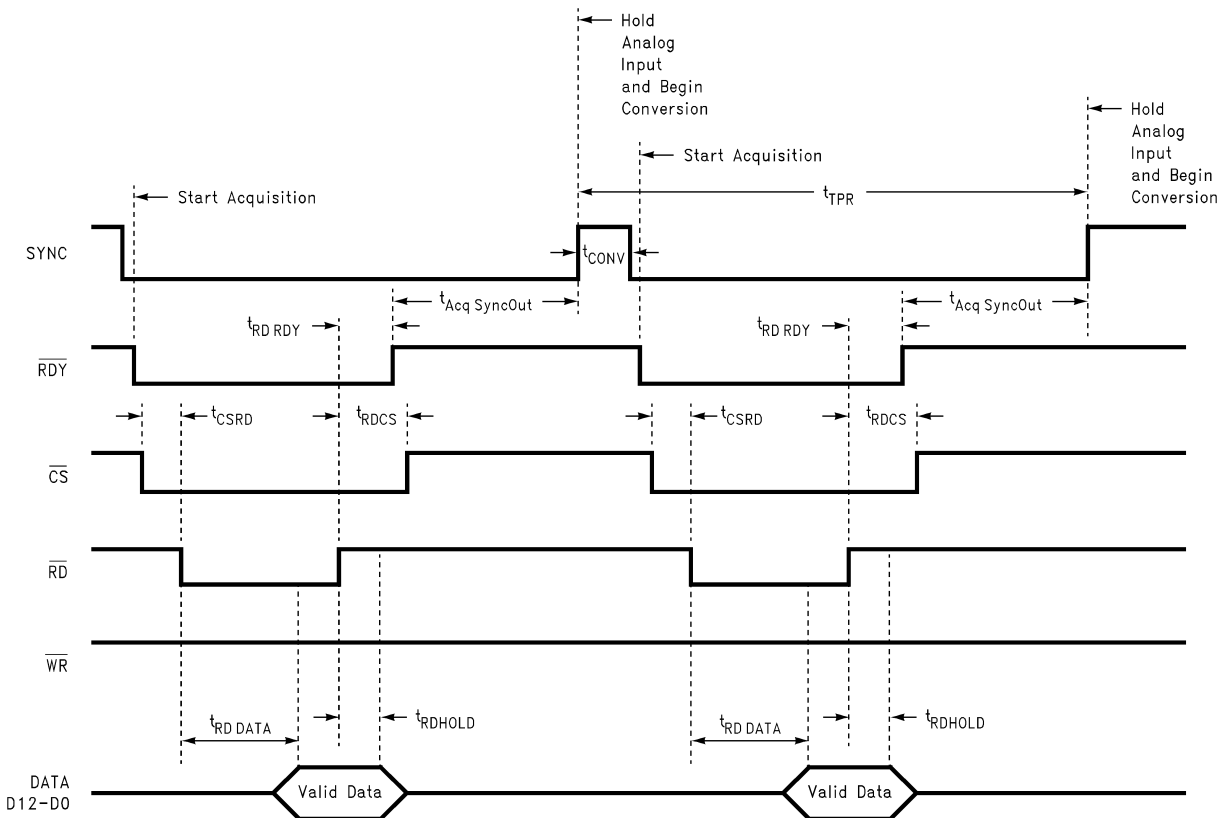 Hold
Analog
Input
and Begin
Conversion
Hold
Analog
Input
and Begin
Conversion
Start Acquisition
Start Acquisition
tTPR
SYNC
tCONV
tAcq SyncOut
tAcq SyncOut
tRD RDY
tRD RDY
RDY
tCSRD
tRDCS
tCSRD
tRDCS
CS
RD
WR
tRD DATA
tRDHOLD
tRD DATA
tRDHOLD
DATA
D12-D0
Valid Data
Valid Data